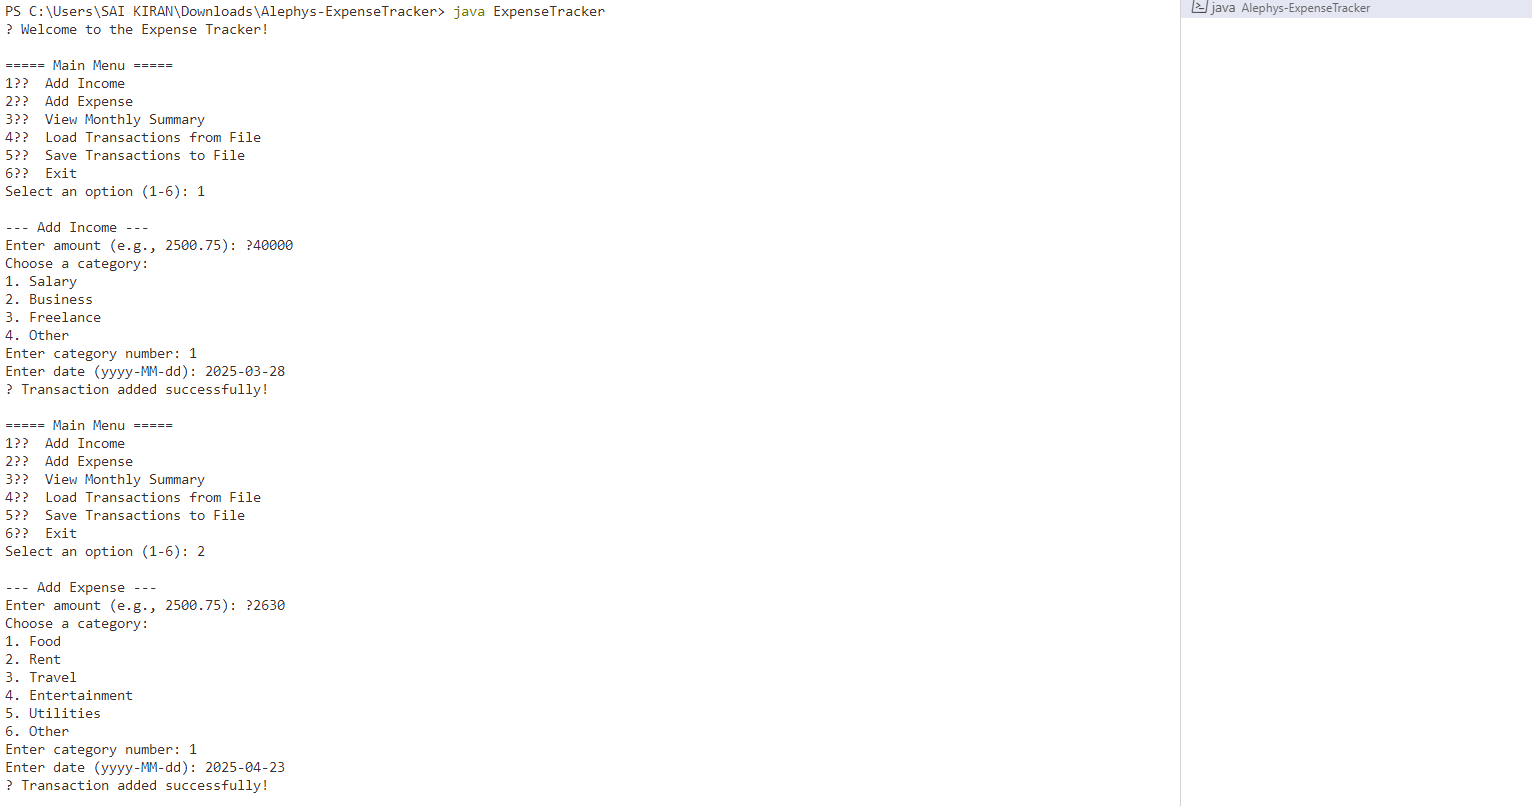 PS C:\Users\SAI KIRAN\Downloads\Alephys-ExpenseTracker> java ExpenseTracker
? Welcome to the Expense Tracker!
===== Main Menu =====
1??  Add Income
2??  Add Expense
3??  View Monthly Summary
4??  Load Transactions from File
5??  Save Transactions to File
6??  Exit
Select an option (1-6): 1
--- Add Income ---
Enter amount (e.g., 2500.75): ?40000
Choose a category:
1. Salary
2. Business
3. Freelance
4. Other
Enter category number: 1
Enter date (yyyy-MM-dd): 2025-03-28
? Transaction added successfully!
===== Main Menu =====
1??  Add Income
2??  Add Expense
3??  View Monthly Summary
4??  Load Transactions from File
5??  Save Transactions to File
6??  Exit
Select an option (1-6): 2
--- Add Expense ---
Enter amount (e.g., 2500.75): ?2630
Choose a category:
1. Food
2. Rent
3. Travel
4. Entertainment
5. Utilities
6. Other
Enter category number: 1
Enter date (yyyy-MM-dd): 2025-04-23
? Transaction added successfully!
java Alephys-ExpenseTracker